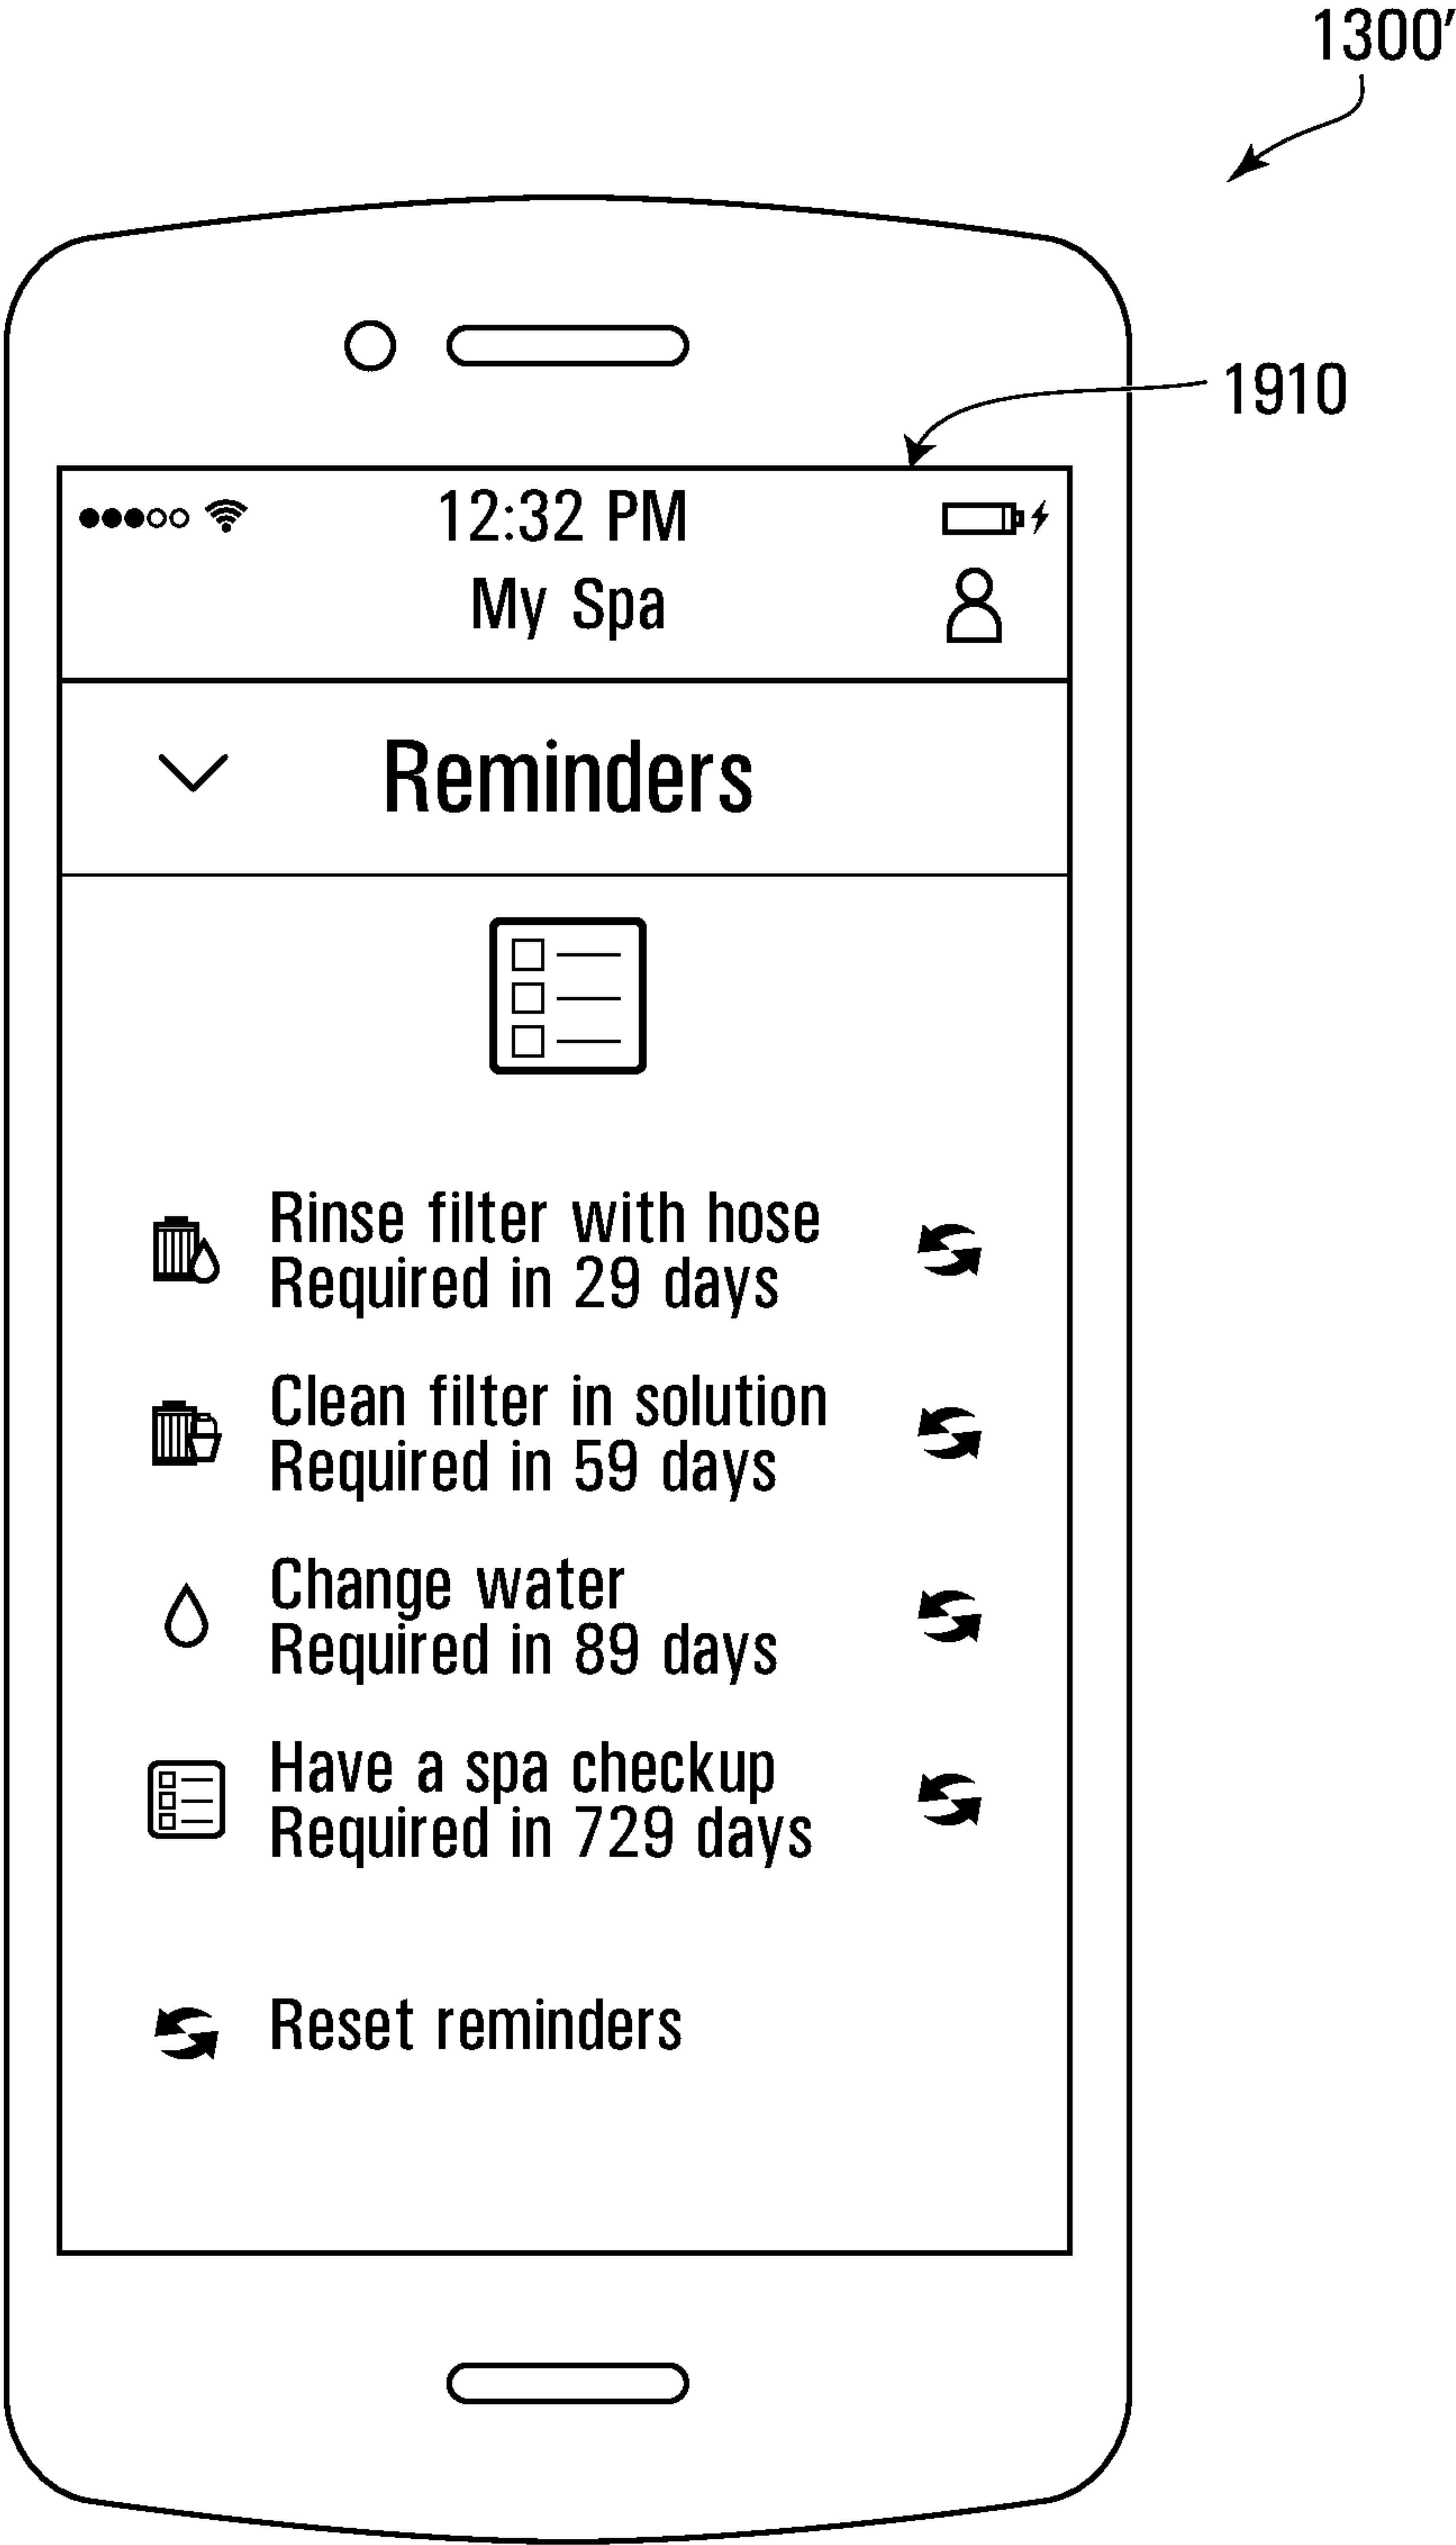 1300'
1910
12:32 PM
My Spa
Reminders
Rinse filter with hose
Required in 29 days
Clean filter in solution
Required in 59 days
Change water
Required in 89 days
Have a spa checkup
Required in 729 days
Reset reminders